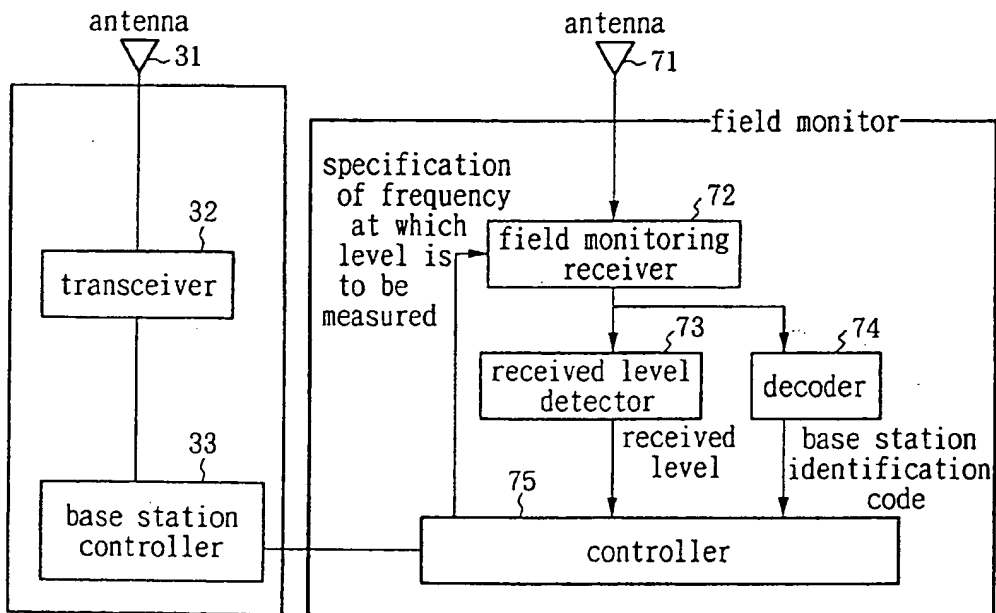 antenna
31
32
transceiver
33
base station
controller
antenna
71
field monitor
specification
of frequency
at which
level is
to be
measured
72
field monitoring
receiver
73
received level
detector
74
decoder
received
level
base station
identification
code
75
controller